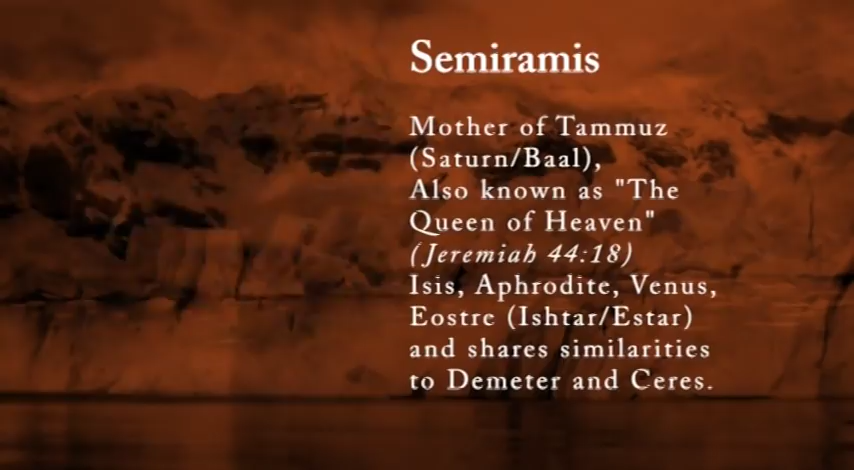 Semiramis
Mother of Tammuz
(Saturn/Baal),
Also known as "The
Queen of Heaven"
(Jeremiah 44:18)
Isis, Aphrodite, Venus,
Eostre (Ishtar/Estar)
and shares similarities
to Demeter and Ceres.